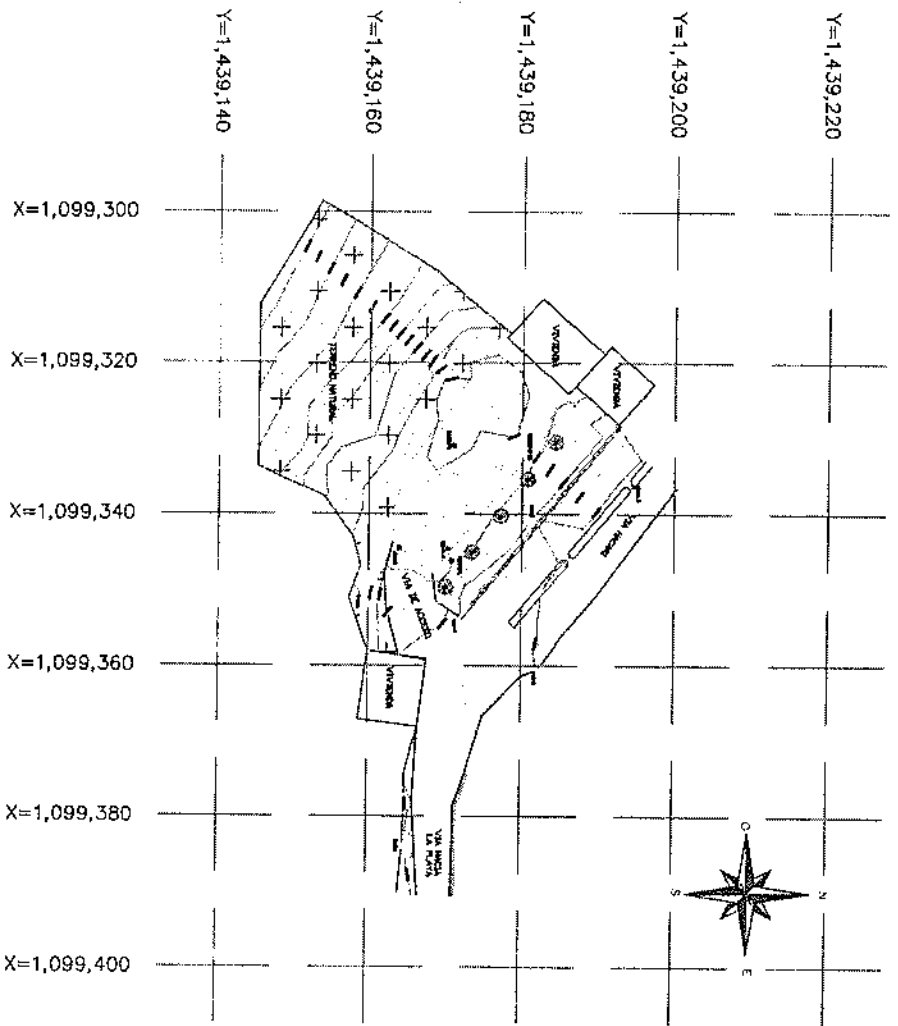 Y=1,439,140
Y=1,439,160
Y=1,439,180
Y=1,439,200
Y=1,439,220
X=1,099,300
X=1,099,320
X=1,099,340
X=1,099,360
X=1,099,380
X=1,099,400
VIVIENDA
VIVIENDA
TERRENO NATURAL
VIA HACIA
VIA DE ACCESO
VIVIENDA
VIA HACIA
LA PLAYA
O
N
S
E